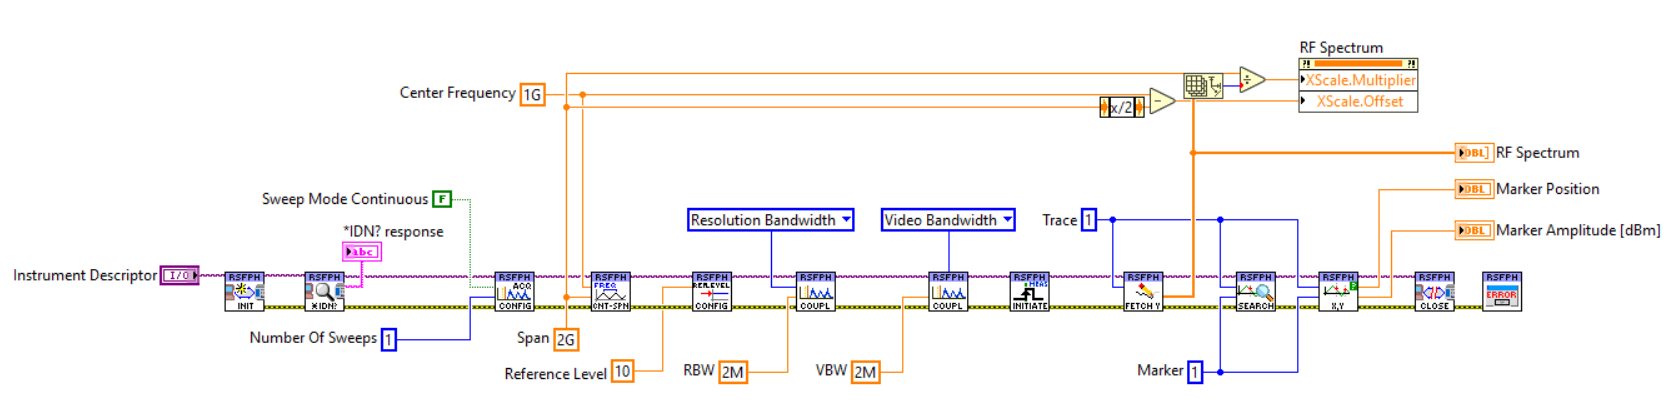 RF Spectrum
Center Frequency 1G
XScale.Multiplier
x/2
XScale.Offset
DBL RF Spectrum
Sweep Mode Continuous F
DBL Marker Position
Resolution Bandwidth
Video Bandwidth
Trace 1
*IDN? response
abc
DBL Marker Amplitude [dBm]
Instrument Descriptor I/O
RSFPH
INIT
RSFPH
*IDN?
RSFPH
ACQ
CONFIG
RSFPH
FREQ
CNT-SPN
RSFPH
REF.LEVEL
CONFIG
RSFPH
COUPL
RSFPH
COUPL
RSFPH
MEAS
INITIATE
RSFPH
FETCH Y
RSFPH
SEARCH
RSFPH
?
X,Y
RSFPH
CLOSE
RSFPH
ERROR
Number Of Sweeps 1
Span 2G
Reference Level 10
RBW 2M
VBW 2M
Marker 1